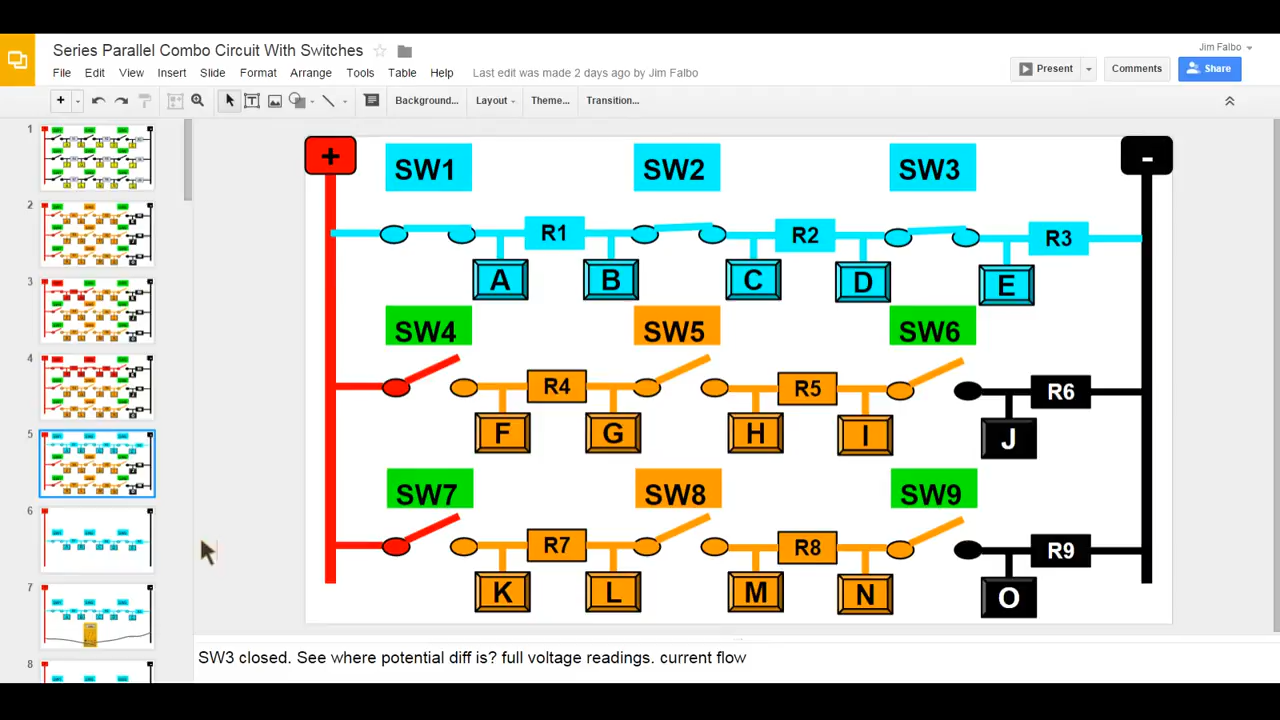 Series Parallel Combo Circuit With Switches
Jim Falbo
File Edit View Insert Slide Format Arrange Tools Table Help Last edit was made 2 days ago by Jim Falbo
Present Comments Share
Background... Layout Theme... Transition...
1
2
3
4
5
6
7
8
+ -
SW1 SW2 SW3
R1 R2 R3
A B C D E
SW4 SW5 SW6
R4 R5 R6
F G H I J
SW7 SW8 SW9
R7 R8 R9
K L M N O
SW3 closed. See where potential diff is? full voltage readings. current flow